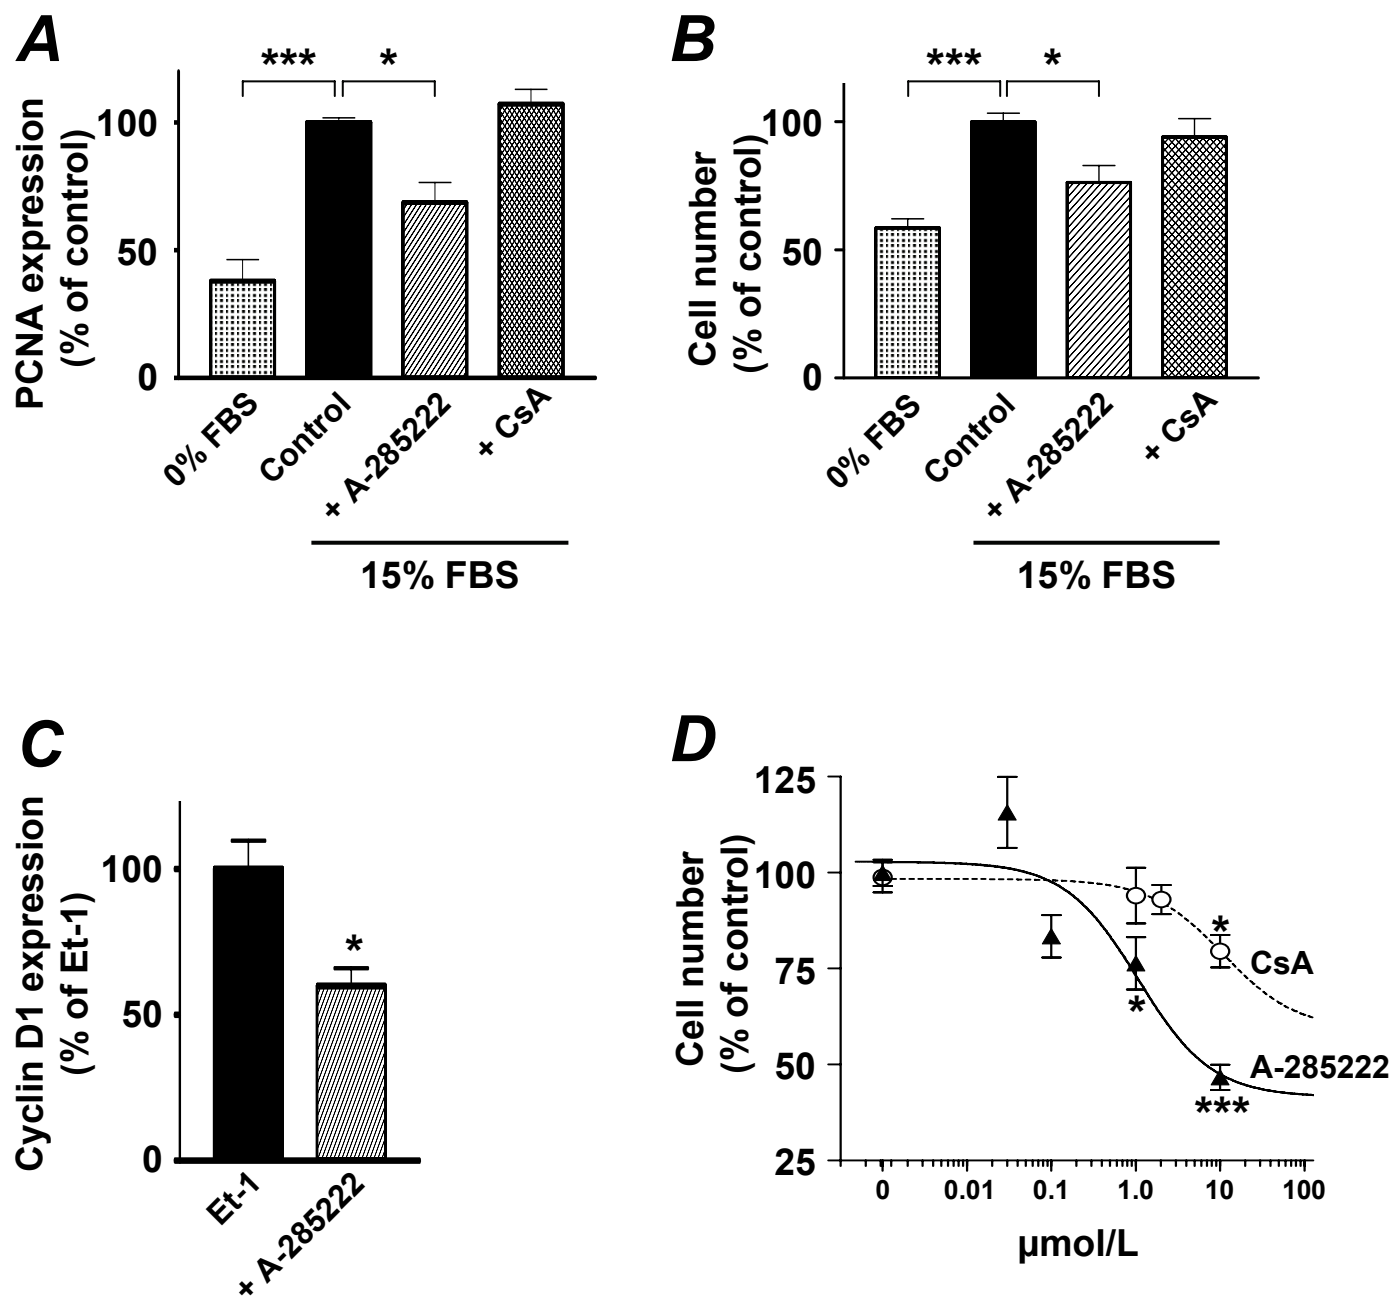 A
*** *
PCNA expression
(% of control)
100
50
0
0% FBS
Control
+ A-285222
+ CsA
15% FBS
B
*** *
Cell number
(% of control)
100
50
0
0% FBS
Control
+ A-285222
+ CsA
15% FBS
C
Cyclin D1 expression
(% of Et-1)
100
50
0
*
Et-1
+ A-285222
D
Cell number
(% of control)
125
100
75
50
25
*
CsA
*
A-285222
***
0 0.01 0.1 1.0 10 100
µmol/L